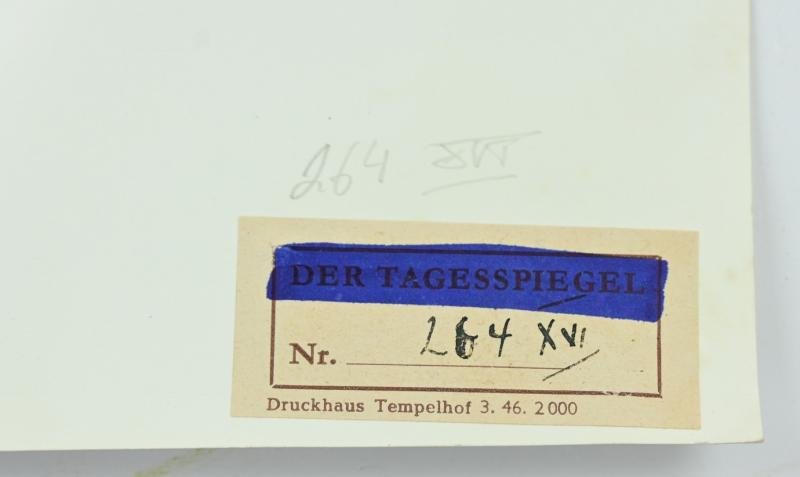 264 XVI
DER TAGESSPIEGEL
Nr. 264 XVI
Druckhaus Tempelhof 3. 46. 2000